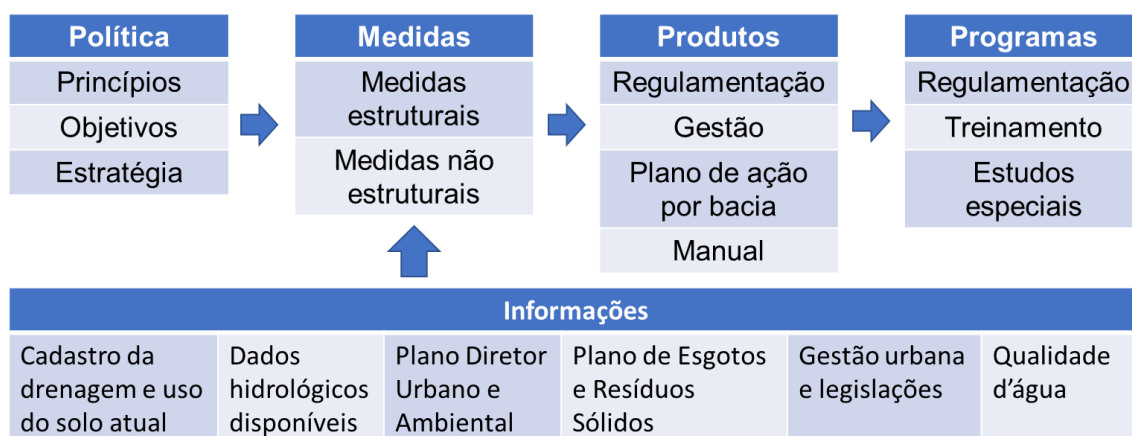 Política
Princípios
Objetivos
Estratégia
Medidas
Medidas
estruturais
Medidas não
estruturais
Produtos
Regulamentação
Gestão
Plano de ação
por bacia
Manual
Programas
Regulamentação
Treinamento
Estudos
especiais
Informações
Cadastro da
drenagem e uso
do solo atual
Dados
hidrológicos
disponíveis
Plano Diretor
Urbano e
Ambiental
Plano de Esgotos
e Resíduos
Sólidos
Gestão urbana
e legislações
Qualidade
d’água